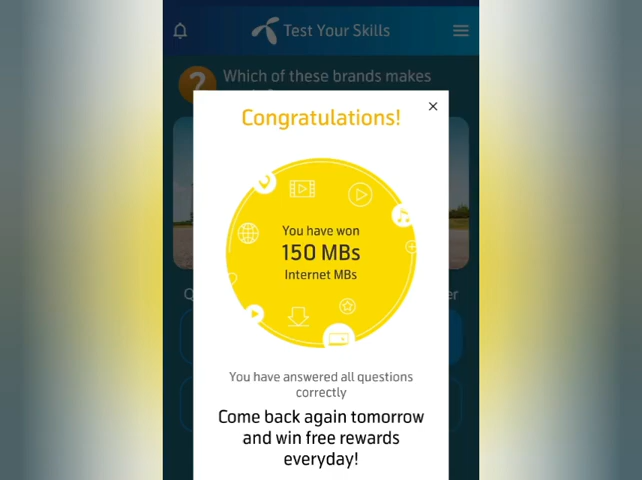 Test Your Skills
Which of these brands makes
Congratulations!
You have won
150 MBs
Internet MBs
You have answered all questions
correctly
Come back again tomorrow
and win free rewards
everyday!